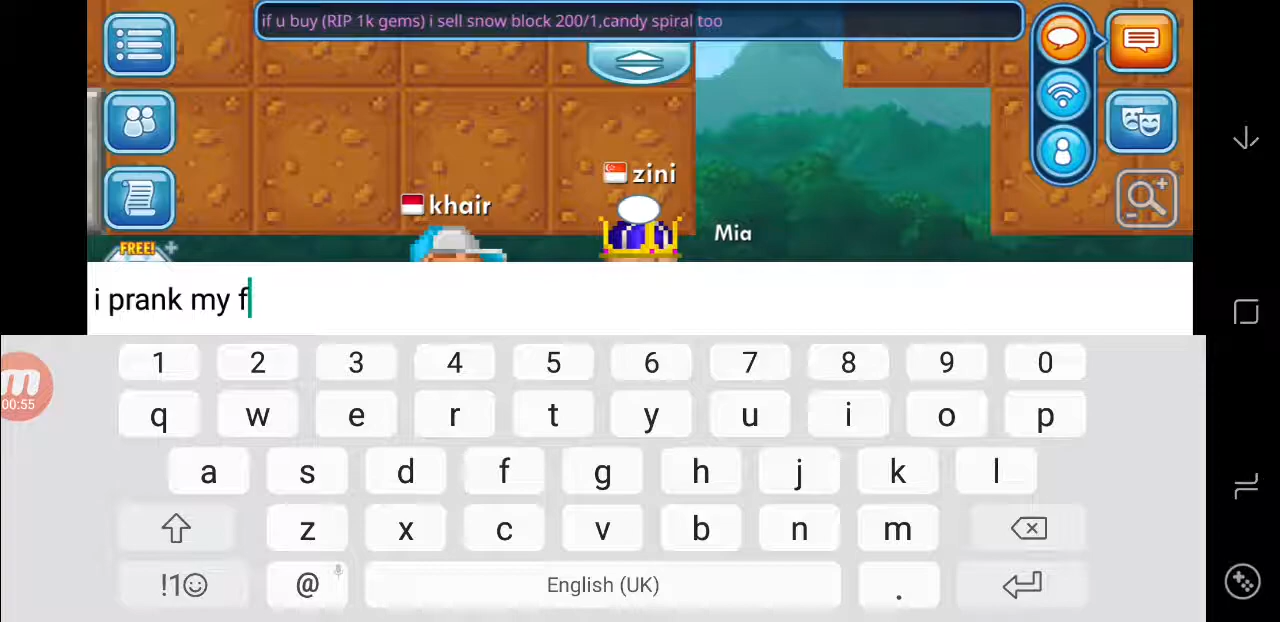 if u buy (RIP 1k gems) i sell snow block 200/1,candy spiral too
zini
khair
Mia
FREE!
i prank my f
00:55
1 2 3 4 5 6 7 8 9 0
q w e r t y u i o p
a s d f g h j k l
z x c v b n m
!1☺ @ English (UK) .